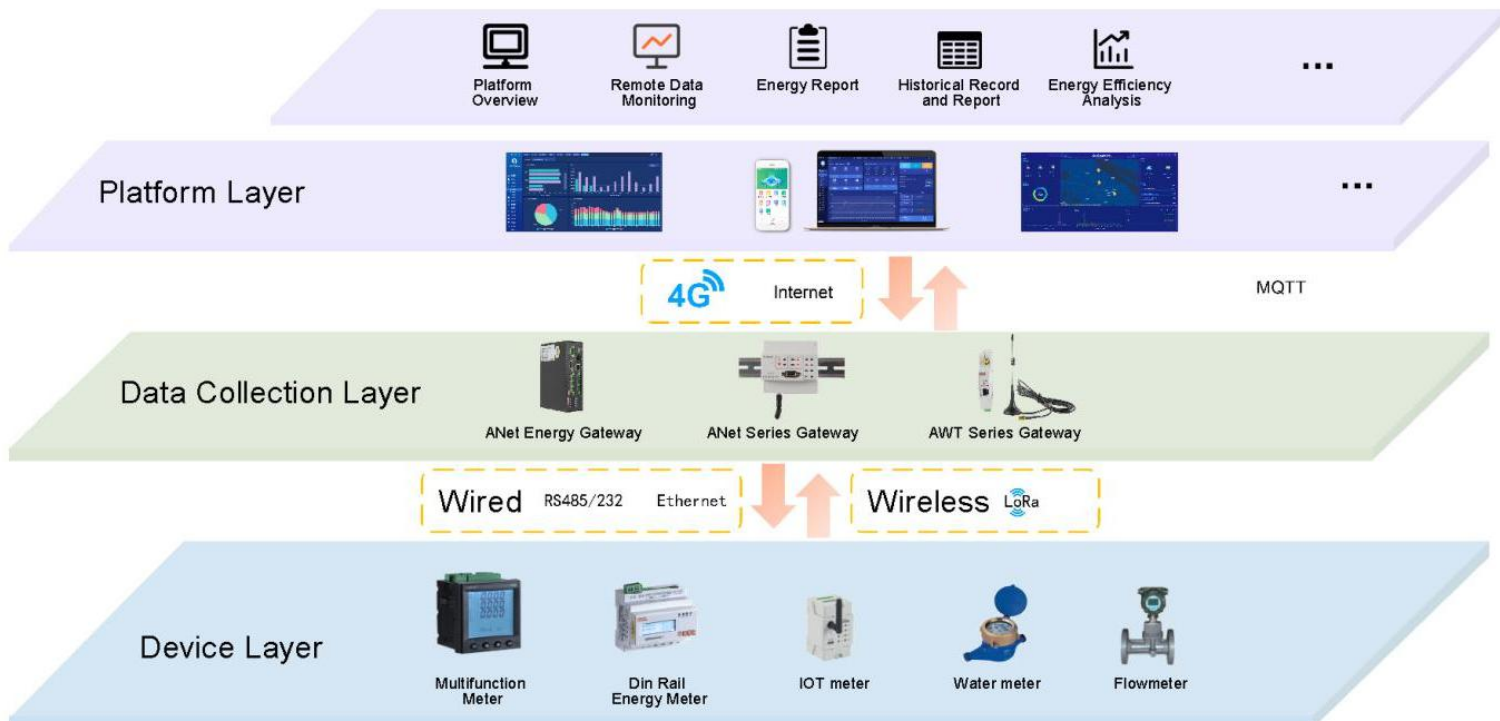 Platform
Overview
Remote Data
Monitoring
Energy Report
Historical Record
and Report
Energy Efficiency
Analysis
...
Platform Layer
...
4G
Internet
MQTT
Data Collection Layer
ANet Energy Gateway
ANet Series Gateway
AWT Series Gateway
Wired
RS485/232
Ethernet
Wireless
LoRa
Device Layer
Multifunction
Meter
Din Rail
Energy Meter
IOT meter
Water meter
Flowmeter